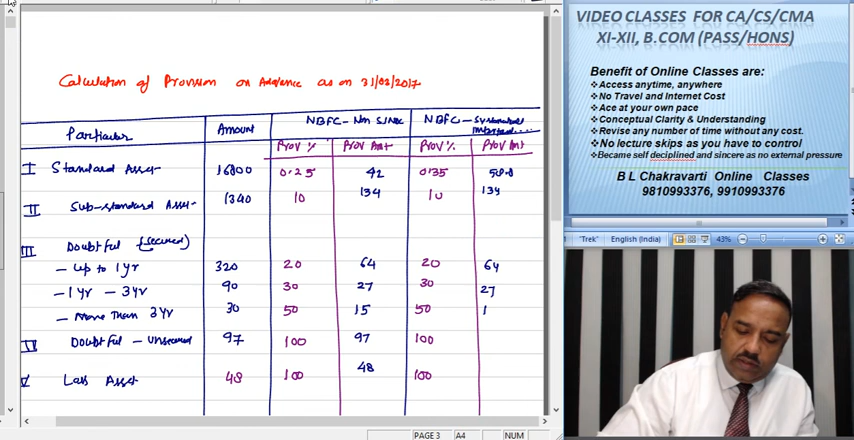 Calculation of Provision on Advance as on 31/03/2017
Particular Amount NBFC - Non SINBC NBFC - Systemically important....
Prov % Prov Amt Prov % Prov Amt
I Standard Asset 16800 0.25 42 0.35 58.8
II Sub-standard Asset 1340 10 134 10 134
III Doubtful (secured)
- up to 1 yr 320 20 64 20 64
- 1 yr - 3 yr 90 30 27 30 27
- More Than 3 yr 30 50 15 50 1
IV Doubtful - unsecured 97 100 97 100
V Loss Asset 48 100 48 100
PAGE 3 A4 NUM
VIDEO CLASSES FOR CA/CS/CMA
XI-XII, B.COM (PASS/HONS)
Benefit of Online Classes are:
Access anytime, anywhere
No Travel and Internet Cost
Ace at your own pace
Conceptual Clarity & Understanding
Revise any number of time without any cost.
No lecture skips as you have to control
Became self deciplined and sincere as no external pressure
B L Chakravarti Online Classes
9810993376, 9910993376
"Trek" English (India) 43%